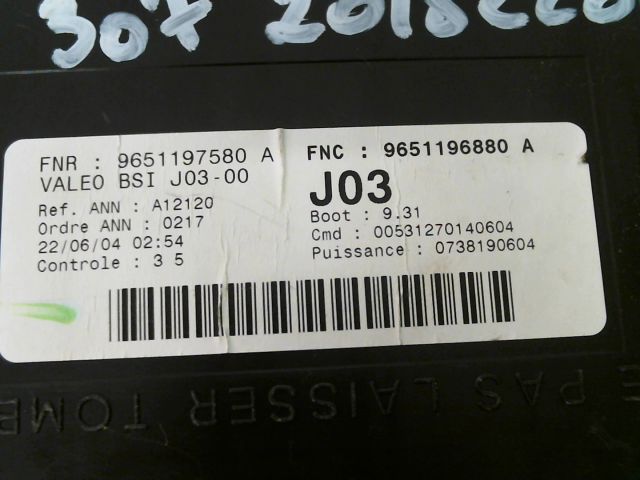 307 2018220
FNR : 9651197580 A
VALEO BSI J03-00
Ref. ANN : A12120
Ordre ANN : 0217
22/06/04 02:54
Controle : 3 5
FNC : 9651196880 A
J03
Boot : 9.31
Cmd : 00531270140604
Puissance : 0738190604
E PAS LAISSER TOMB